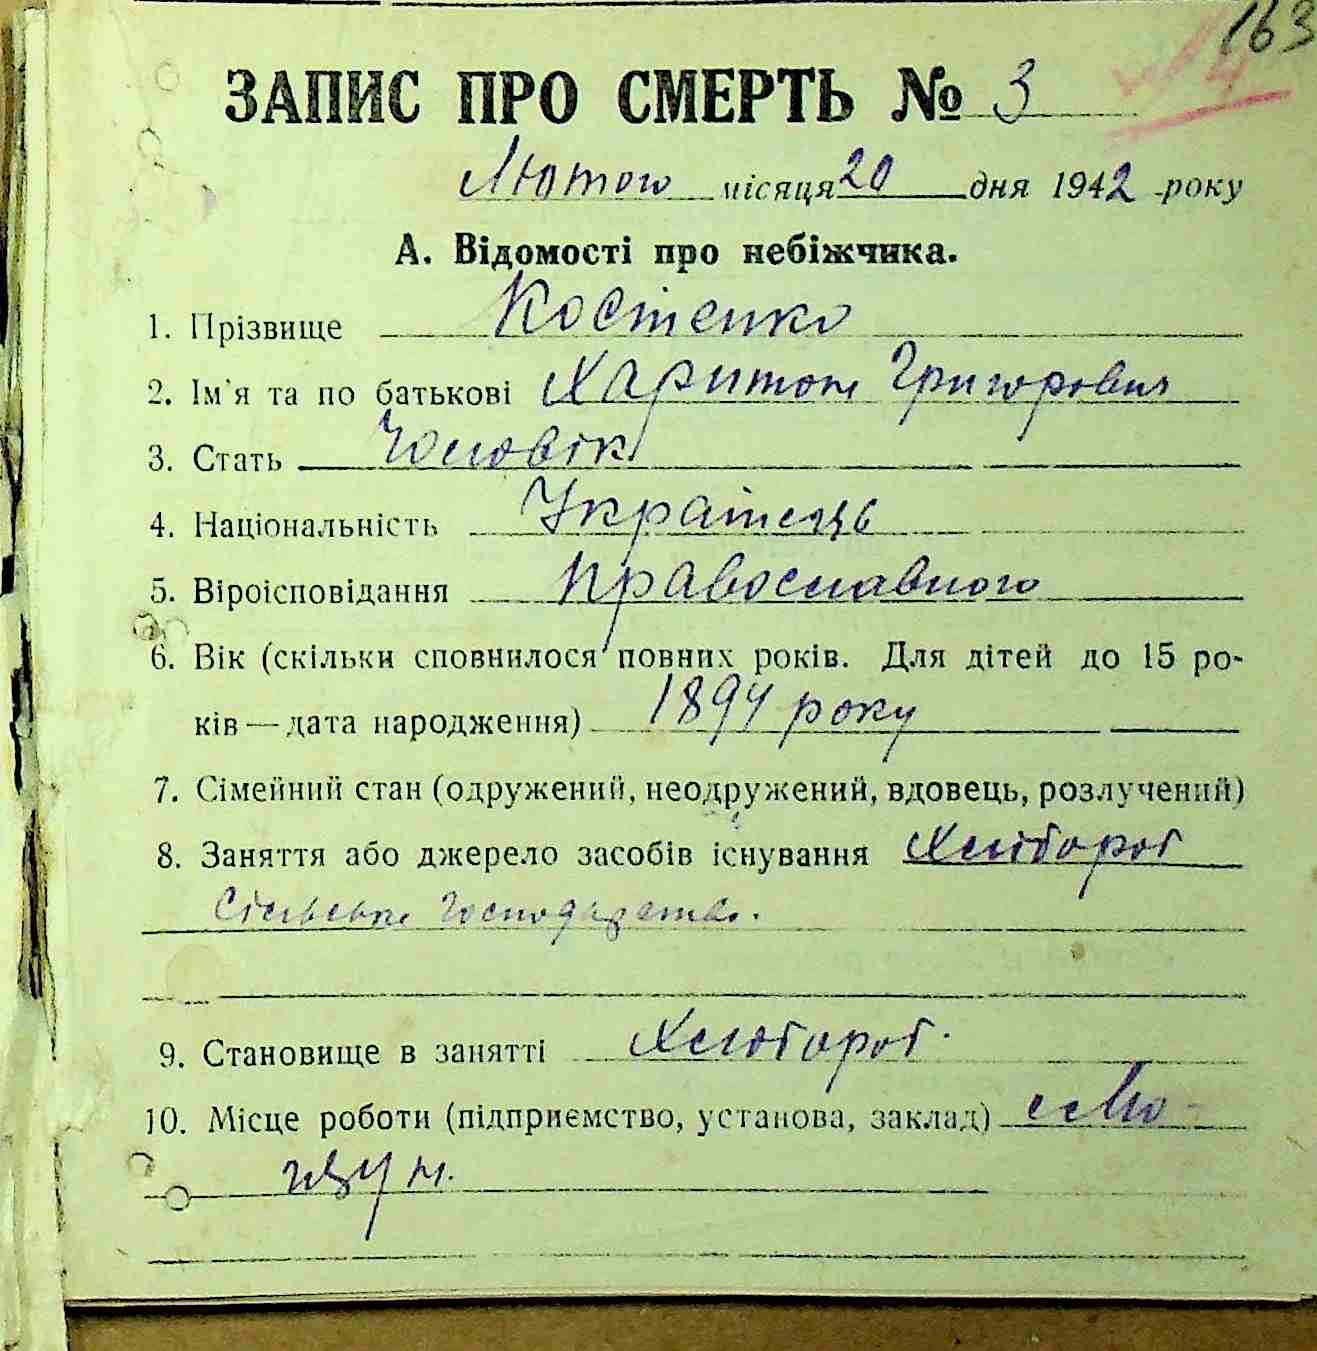 163
4
ЗАПИС ПРО СМЕРТЬ № 3
Лютого місяця 20 дня 1942 -року
А. Відомості про небіжчика.
1. Прізвище Костенко
2. Ім'я та по батькові Харитон Григорович
3. Стать Чоловік
4. Національність Українець
5. Віроісповідання Православного
6. Вік (скільки сповнилося повних років. Для дітей до 15 ро-
ків — дата народження) 1894 року
7. Сімейний стан (одружений, неодружений, вдовець, розлучений)
8. Заняття або джерело засобів існування Хлібороб
Сільське господарство.
9. Становище в занятті Хлібороб.
10. Місце роботи (підприємство, установа, заклад)